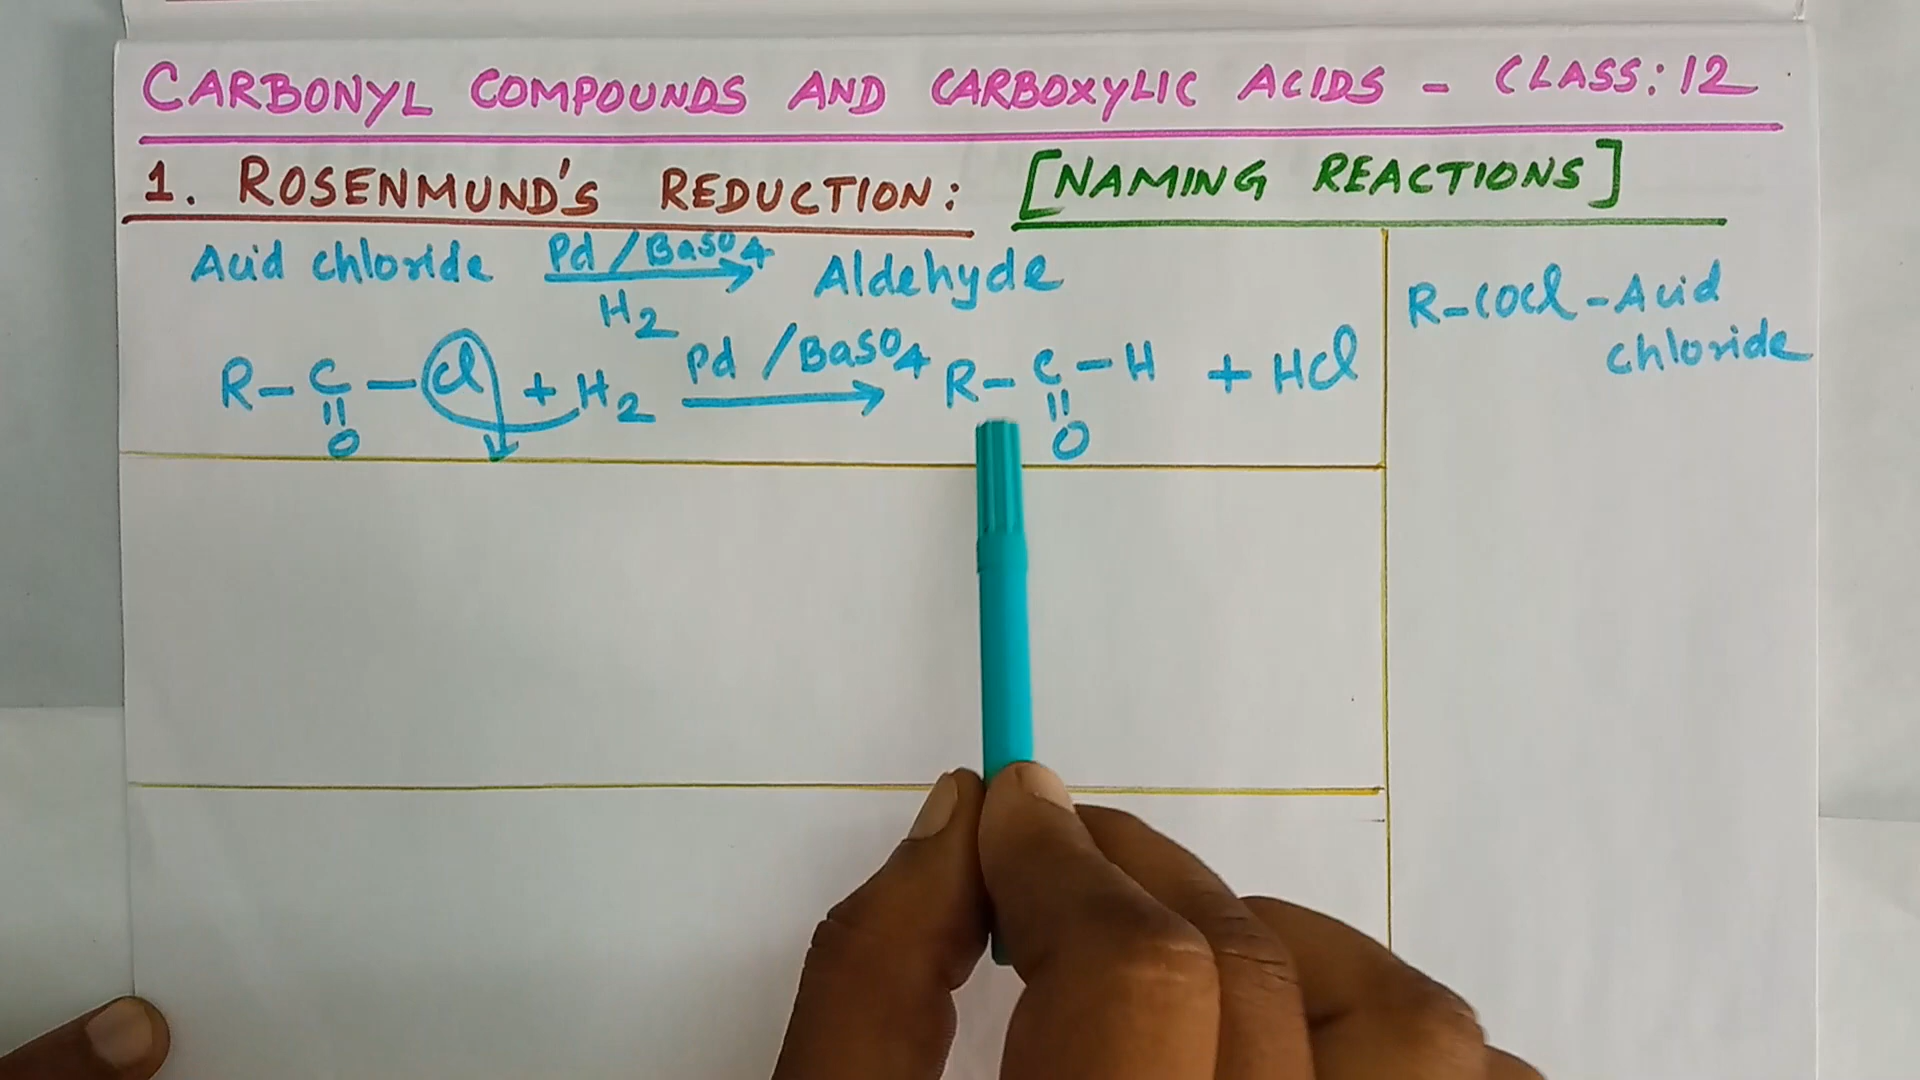 CARBONYL COMPOUNDS AND CARBOXYLIC ACIDS - CLASS: 12
1. ROSENMUND'S REDUCTION: [NAMING REACTIONS]
Acid chloride Pd/BaSO4 Aldehyde
H2
R-COCl - Acid
chloride
R-C-Cl + H2 Pd/BaSO4 R-C-H + HCl
O O